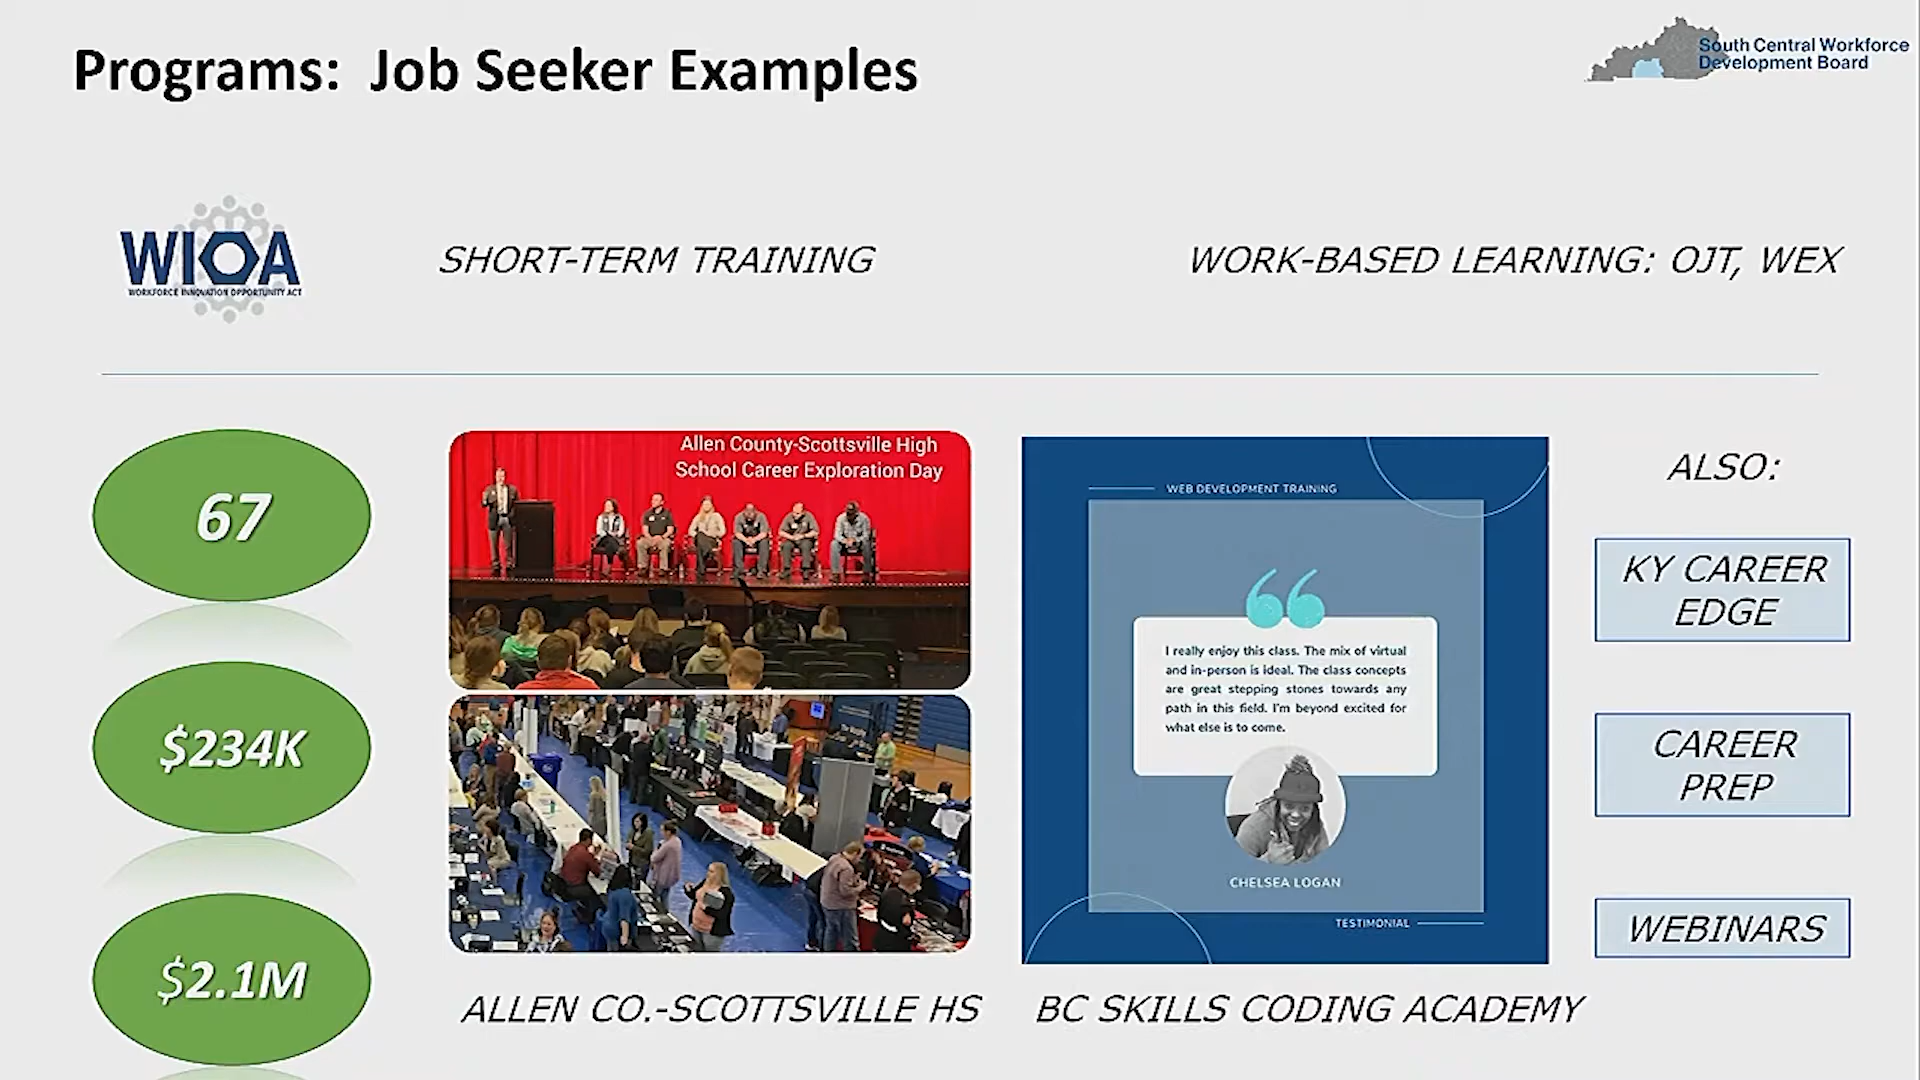 Programs: Job Seeker Examples
South Central Workforce
Development Board
WIOA
WORKFORCE INNOVATION OPPORTUNITY ACT
SHORT-TERM TRAINING
WORK-BASED LEARNING: OJT, WEX
67
$234K
$2.1M
Allen County-Scottsville High
School Career Exploration Day
ALLEN CO.-SCOTTSVILLE HS
WEB DEVELOPMENT TRAINING
I really enjoy this class. The mix of virtual
and in-person is ideal. The class concepts
are great stepping stones towards any
path in this field. I'm beyond excited for
what else is to come.
CHELSEA LOGAN
TESTIMONIAL
BC SKILLS CODING ACADEMY
ALSO:
KY CAREER
EDGE
CAREER
PREP
WEBINARS